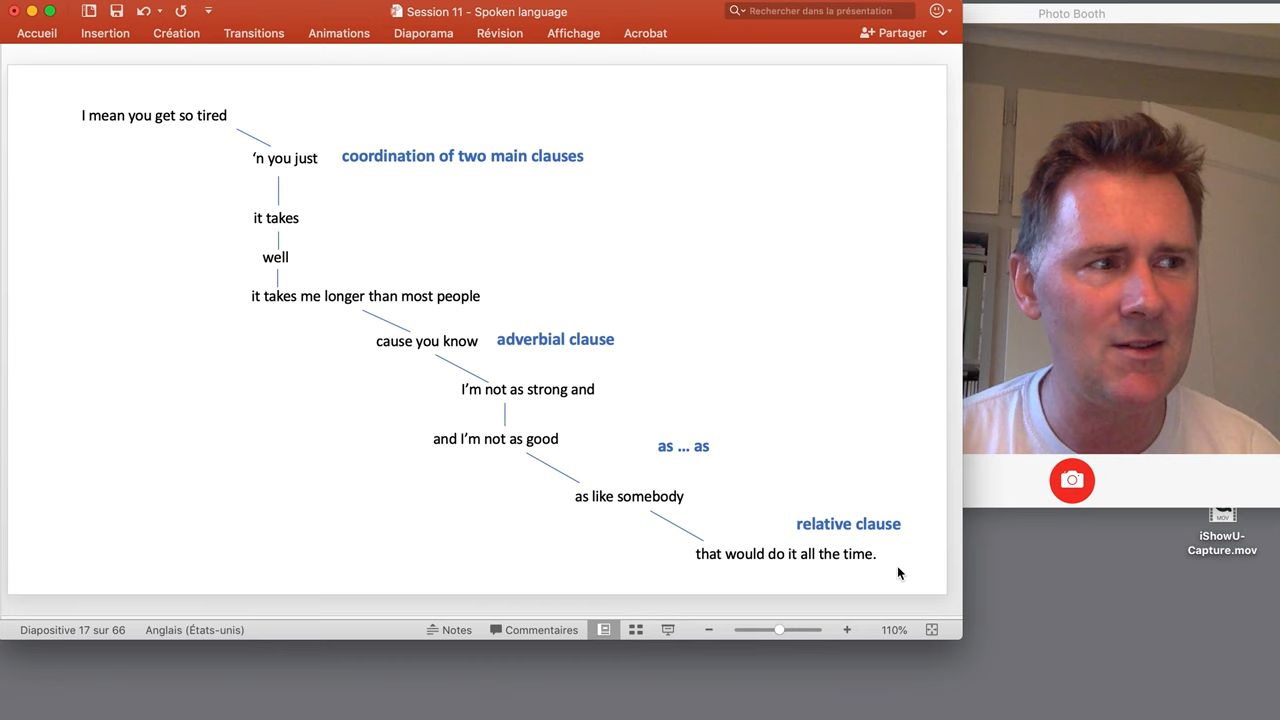 Session 11 - Spoken language
Rechercher dans la présentation
Photo Booth
Accueil Insertion Création Transitions Animations Diaporama Révision Affichage Acrobat Partager
I mean you get so tired
‘n you just coordination of two main clauses
it takes
well
it takes me longer than most people
cause you know adverbial clause
I’m not as strong and
and I’m not as good
as ... as
as like somebody
relative clause
that would do it all the time.
MOV
iShowU-
Capture.mov
Diapositive 17 sur 66 Anglais (États-unis) Notes Commentaires 110%